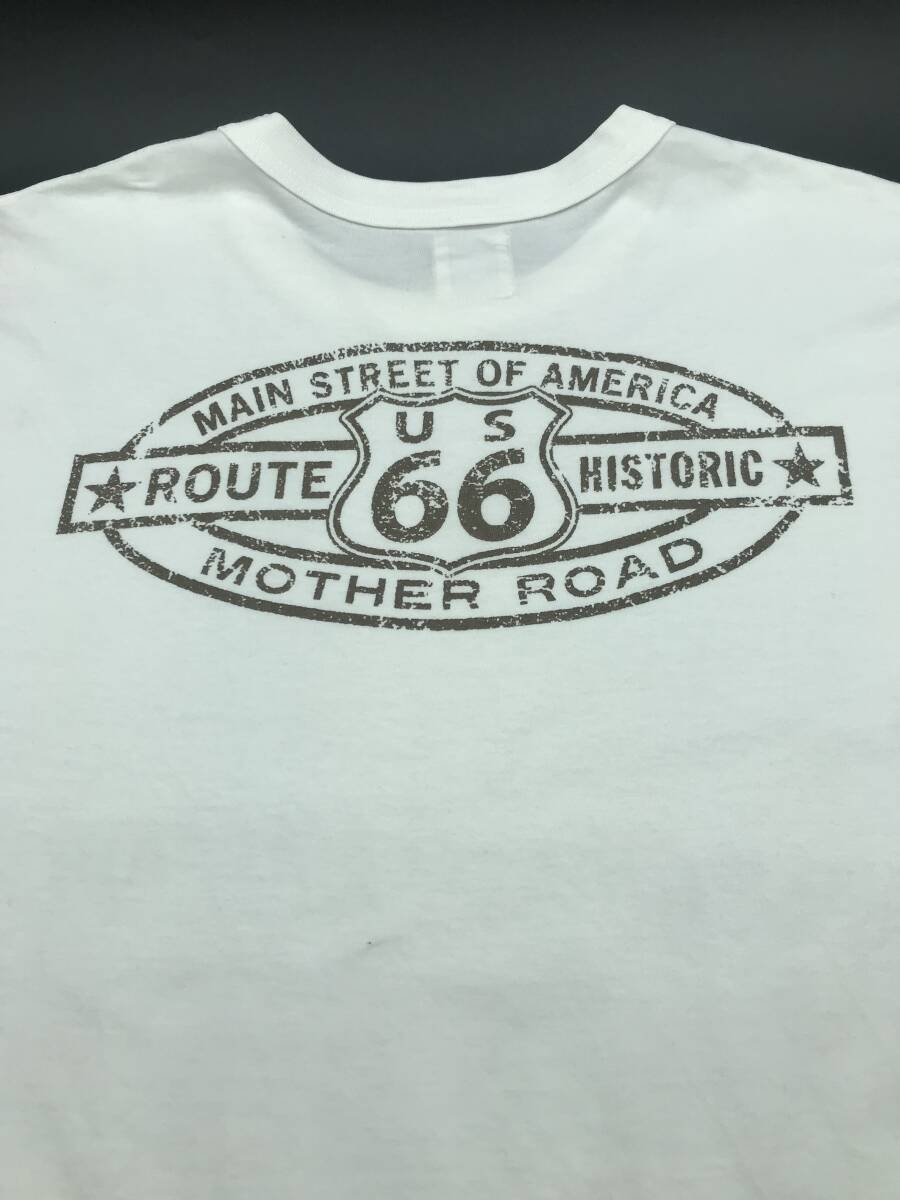 MAIN STREET OF AMERICA
U S
ROUTE 66 HISTORIC
MOTHER ROAD